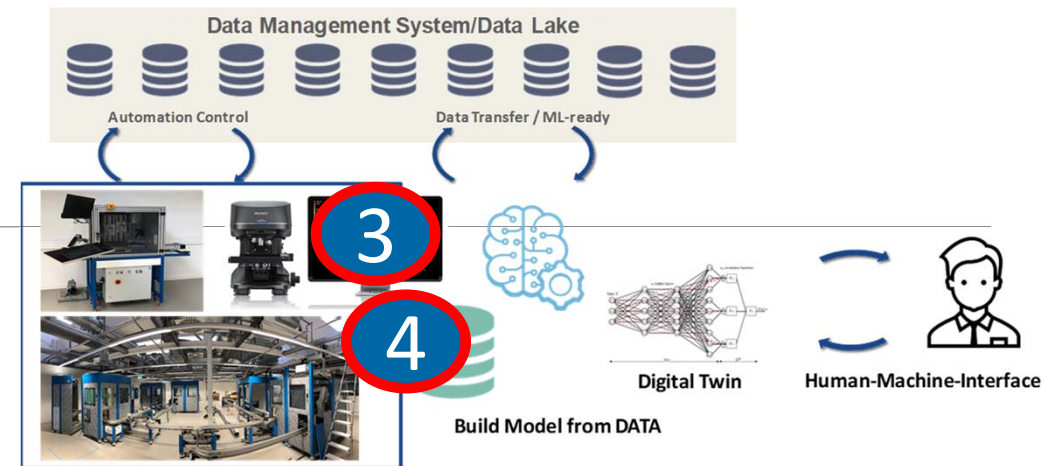 Data Management System/Data Lake
Automation Control
Data Transfer / ML-ready
3
4
Digital Twin
Human-Machine-Interface
Build Model from DATA